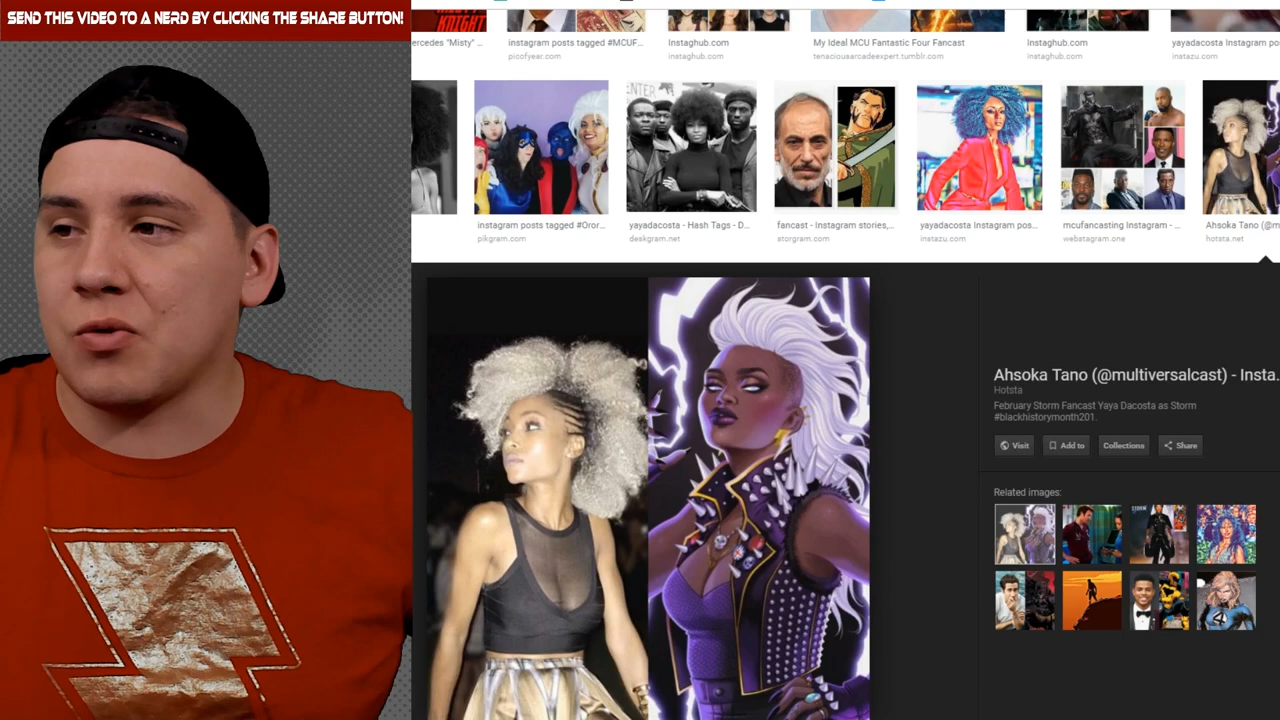 SEND THIS VIDEO TO A NERD BY CLICKING THE SHARE BUTTON!
KNIGHT
ercedes "Misty" ...
instagram posts tagged #MCUF...
picofyear.com
Instaghub.com
instaghub.com
My Ideal MCU Fantastic Four Fancast
tenaciousarcadeexpert.tumblr.com
Instaghub.com
instaghub.com
yayadacosta Instagram po
instazu.com
ENTER
instagram posts tagged #Oror...
pikgram.com
yayadacosta - Hash Tags - D...
deskgram.net
fancast - Instagram stories,...
storgram.com
yayadacosta Instagram pos...
instazu.com
mcufancasting Instagram - ...
webstagram.one
Ahsoka Tano (@m
hotsta.net
Ahsoka Tano (@multiversalcast) - Insta.
Hotsta
February Storm Fancast Yaya Dacosta as Storm
#blackhistorymonth201.
Visit
Add to
Collections
Share
Related images:
STORM
4